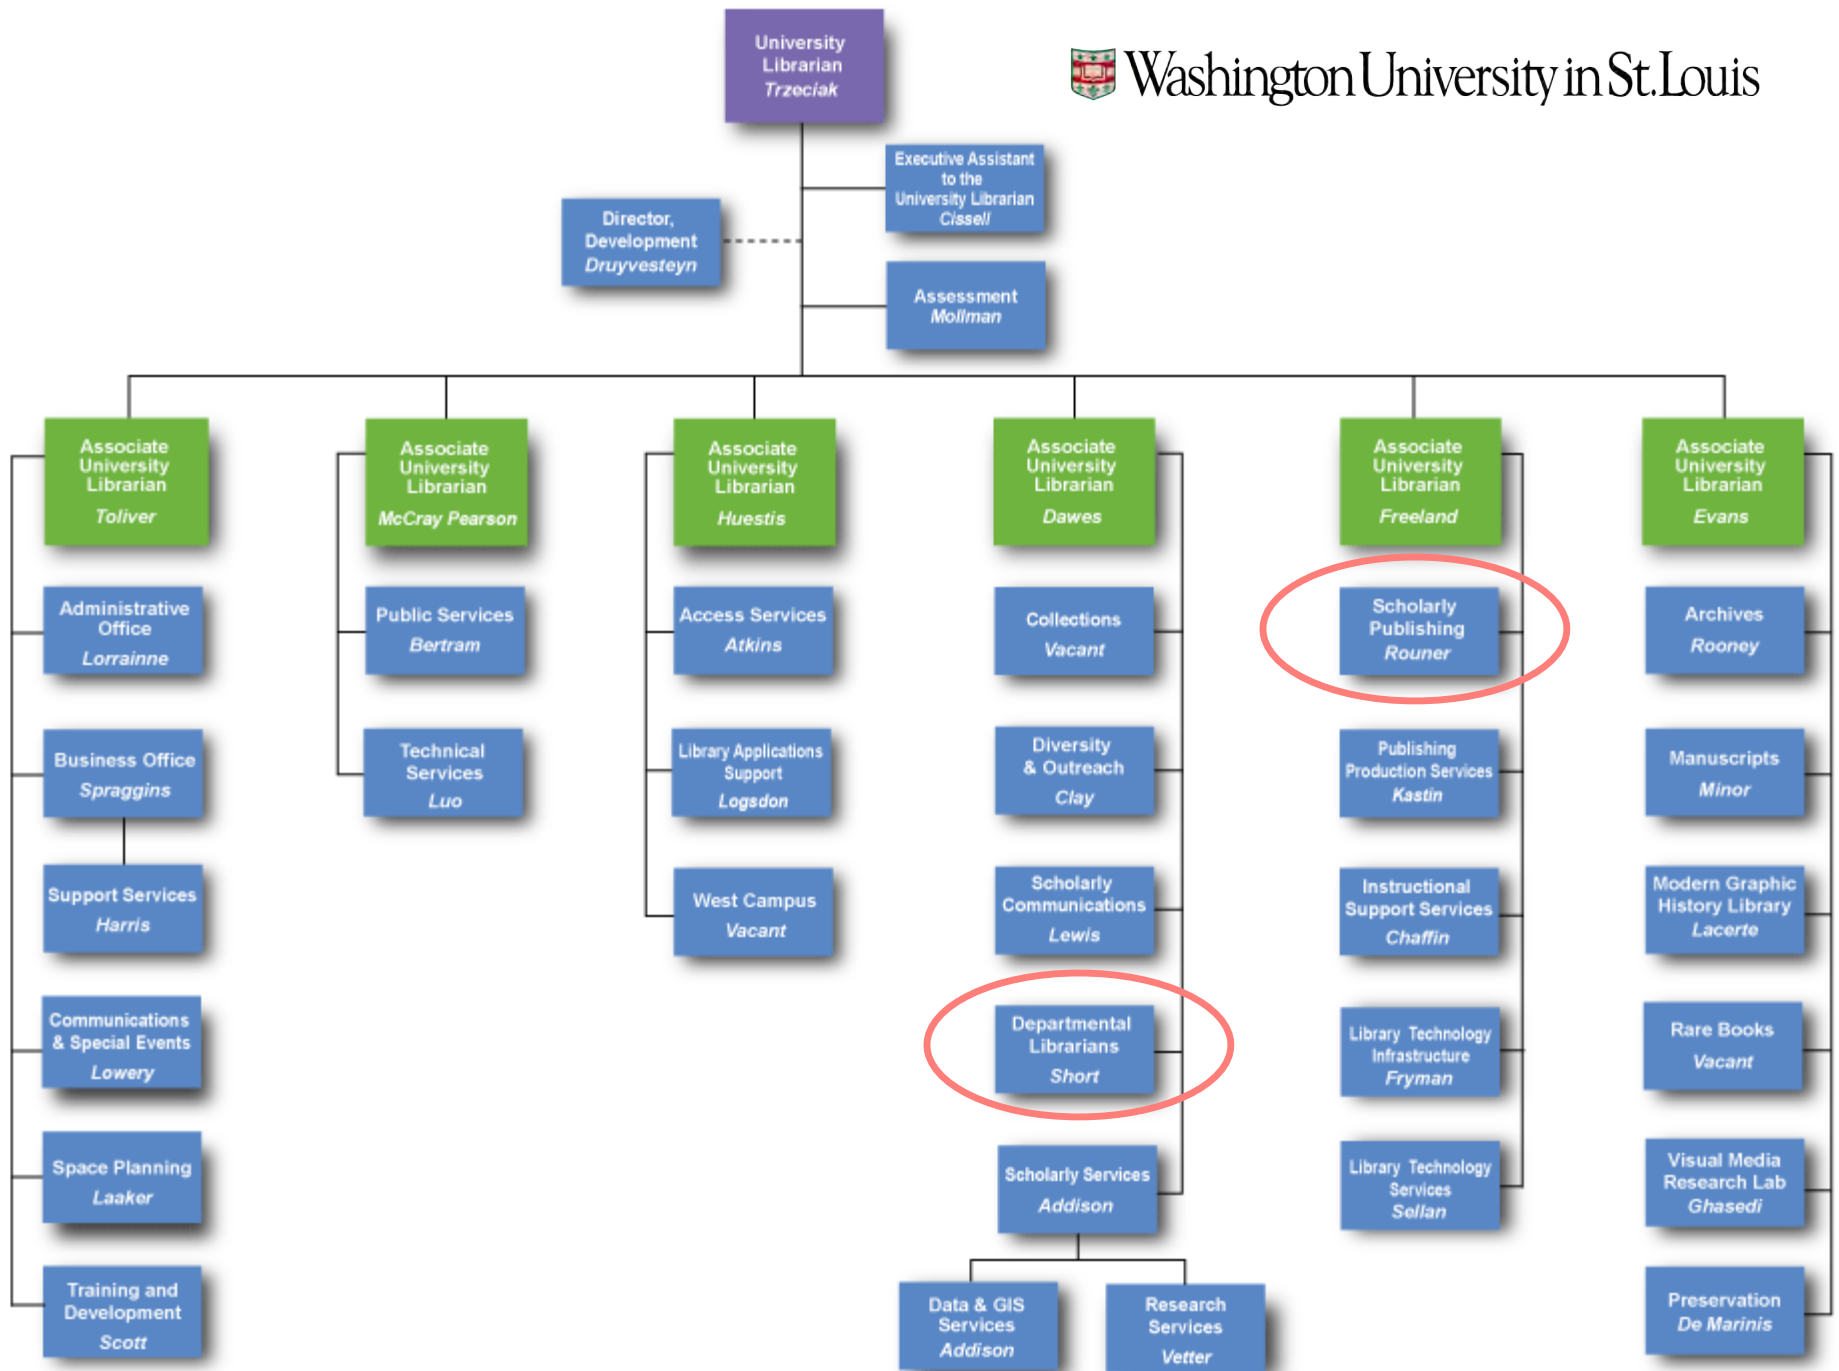 University
Librarian
Trzeciak
Washington University in St. Louis
Executive Assistant
to the
University Librarian
Cissell
Director,
Development
Druyvesteyn
Assessment
Mollman
Associate
University
Librarian
Toliver
Administrative
Office
Lorrainne
Business Office
Spraggins
Support Services
Harris
Communications
& Special Events
Lowery
Space Planning
Laaker
Training and
Development
Scott
Associate
University
Librarian
McCray Pearson
Public Services
Bertram
Technical
Services
Luo
Associate
University
Librarian
Huestis
Access Services
Atkins
Library Applications
Support
Logsdon
West Campus
Vacant
Associate
University
Librarian
Dawes
Collections
Vacant
Diversity
& Outreach
Clay
Scholarly
Communications
Lewis
Departmental
Librarians
Short
Scholarly Services
Addison
Data & GIS
Services
Addison
Research
Services
Vetter
Associate
University
Librarian
Freeland
Scholarly
Publishing
Rouner
Publishing
Production Services
Kastin
Instructional
Support Services
Chaffin
Library Technology
Infrastructure
Fryman
Library Technology
Services
Sellan
Associate
University
Librarian
Evans
Archives
Rooney
Manuscripts
Minor
Modern Graphic
History Library
Lacerte
Rare Books
Vacant
Visual Media
Research Lab
Ghasedi
Preservation
De Marinis